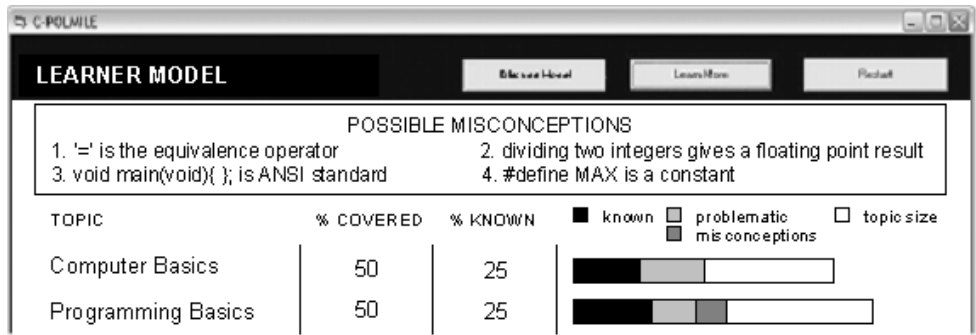 C-POLMILE
LEARNER MODEL Discuss Model Learn More Restart
POSSIBLE MISCONCEPTIONS
1. '=' is the equivalence operator 2. dividing two integers gives a floating point result
3. void main(void){ }; is ANSI standard 4. #define MAX is a constant
TOPIC % COVERED % KNOWN known problematic topic size
misconceptions
Computer Basics 50 25
Programming Basics 50 25